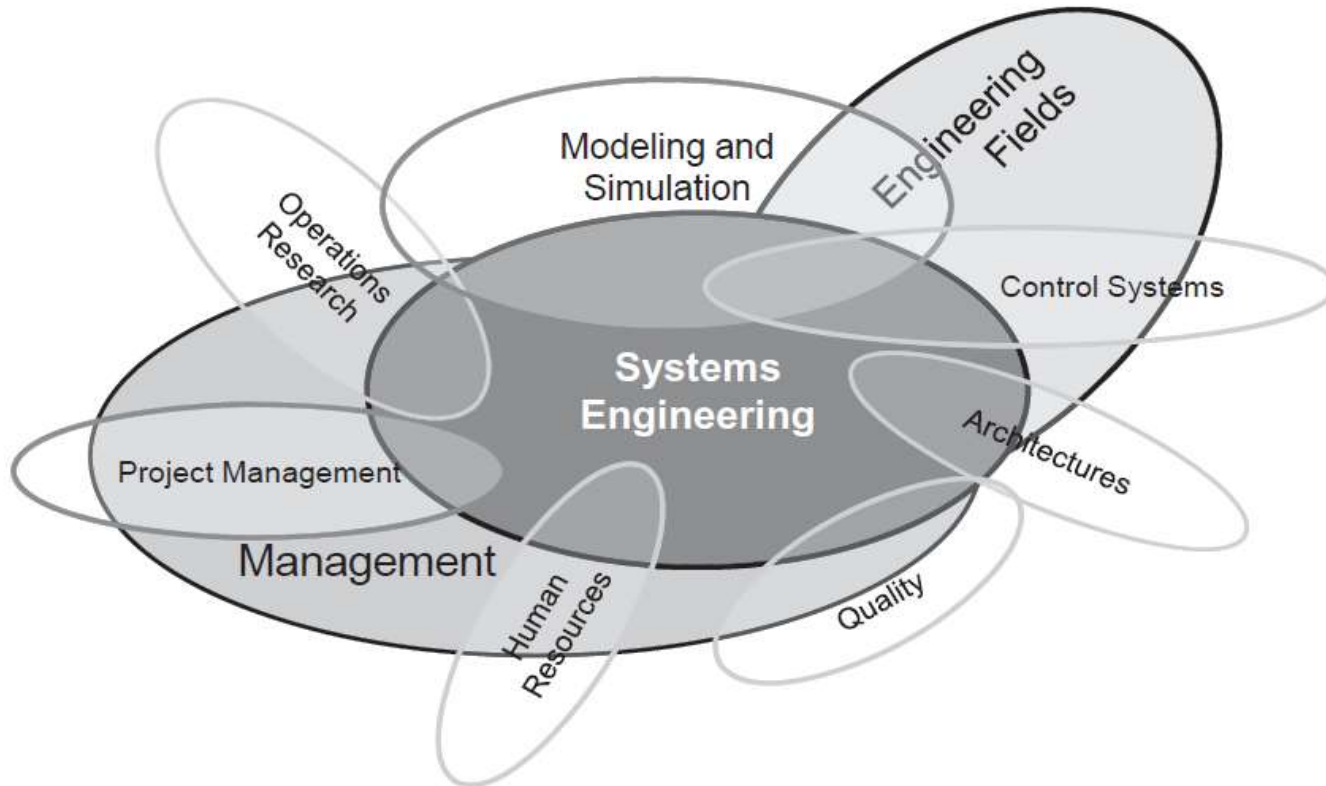 Engineering
Fields
Modeling and
Simulation
Operations
Research
Control Systems
Systems
Engineering
Architectures
Project Management
Management
Human
Resources
Quality